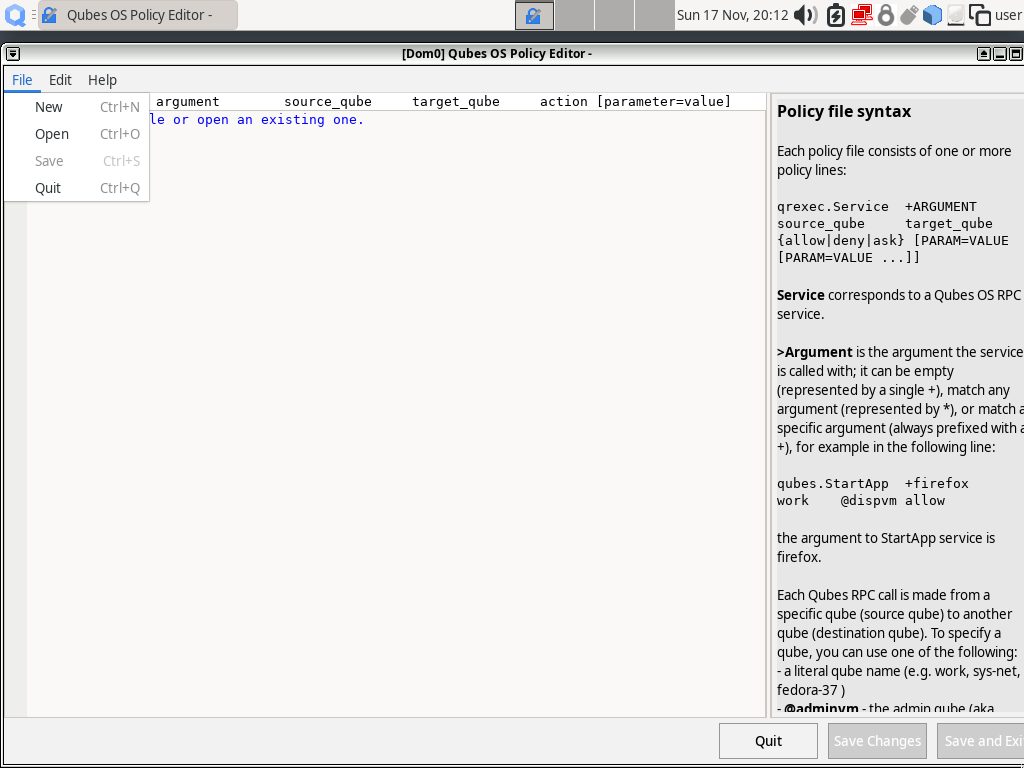 Qubes OS Policy Editor -
Sun 17 Nov, 20:12
user
[Dom0] Qubes OS Policy Editor -
File Edit Help
New Ctrl+N
Open Ctrl+O
Save Ctrl+S
Quit Ctrl+Q
argument source_qube target_qube action [parameter=value]
le or open an existing one.
Policy file syntax
Each policy file consists of one or more
policy lines:
qrexec.Service +ARGUMENT
source_qube target_qube
{allow|deny|ask} [PARAM=VALUE
[PARAM=VALUE ...]]
Service corresponds to a Qubes OS RPC
service.
>Argument is the argument the service
is called with; it can be empty
(represented by a single +), match any
argument (represented by *), or match a
specific argument (always prefixed with a
+), for example in the following line:
qubes.StartApp +firefox
work @dispvm allow
the argument to StartApp service is
firefox.
Each Qubes RPC call is made from a
specific qube (source qube) to another
qube (destination qube). To specify a
qube, you can use one of the following:
- a literal qube name (e.g. work, sys-net,
fedora-37 )
- @adminvm - the admin qube (aka
Quit Save Changes Save and Exi